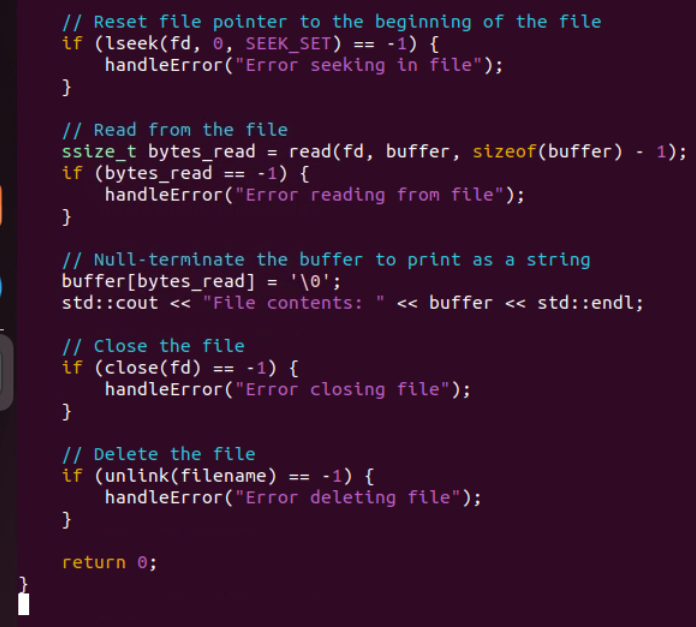 // Reset file pointer to the beginning of the file
if (lseek(fd, 0, SEEK_SET) == -1) {
handleError("Error seeking in file");
}
// Read from the file
ssize_t bytes_read = read(fd, buffer, sizeof(buffer) - 1);
if (bytes_read == -1) {
handleError("Error reading from file");
}
// Null-terminate the buffer to print as a string
buffer[bytes_read] = '\0';
std::cout << "File contents: " << buffer << std::endl;
// Close the file
if (close(fd) == -1) {
handleError("Error closing file");
}
// Delete the file
if (unlink(filename) == -1) {
handleError("Error deleting file");
}
return 0;
}